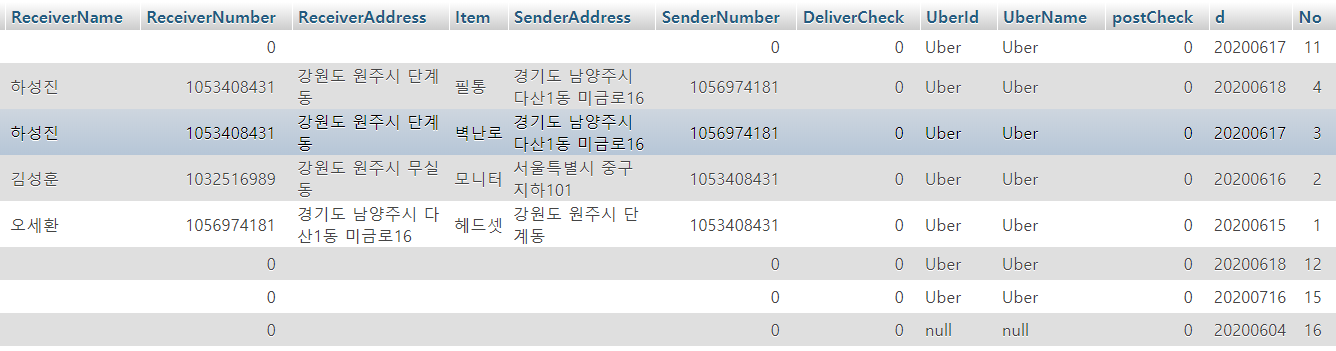 ReceiverName ReceiverNumber ReceiverAddress Item SenderAddress SenderNumber DeliverCheck UberId UberName postCheck d No
0 0 0 Uber Uber 0 20200617 11
하성진 1053408431 강원도 원주시 단계 필통 경기도 남양주시 1056974181 0 Uber Uber 0 20200618 4
동 다산1동 미금로16
하성진 1053408431 강원도 원주시 단계 벽난로 경기도 남양주시 1056974181 0 Uber Uber 0 20200617 3
동 다산1동 미금로16
김성훈 1032516989 강원도 원주시 무실 모니터 서울특별시 중구 1053408431 0 Uber Uber 0 20200616 2
동 지하101
오세환 1056974181 경기도 남양주시 다 헤드셋 강원도 원주시 단 1053408431 0 Uber Uber 0 20200615 1
산1동 미금로16 계동
0 0 0 Uber Uber 0 20200618 12
0 0 0 Uber Uber 0 20200716 15
0 0 0 null null 0 20200604 16